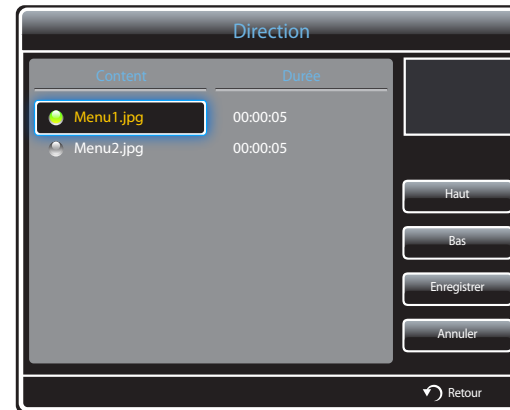 Direction
Content Durée
Menu1.jpg 00:00:05
Menu2.jpg 00:00:05
Haut
Bas
Enregistrer
Annuler
Retour